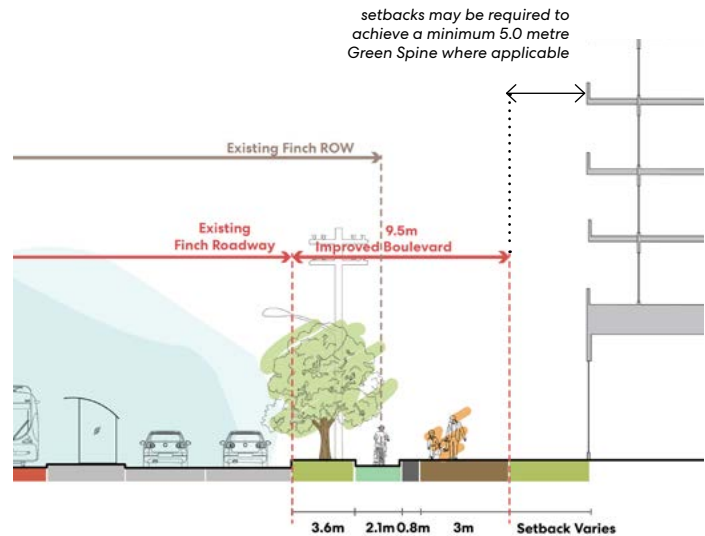 setbacks may be required to
achieve a minimum 5.0 metre
Green Spine where applicable
Existing Finch ROW
Existing
Finch Roadway
9.5m
Improved Boulevard
3.6m 2.1m 0.8m 3m Setback Varies